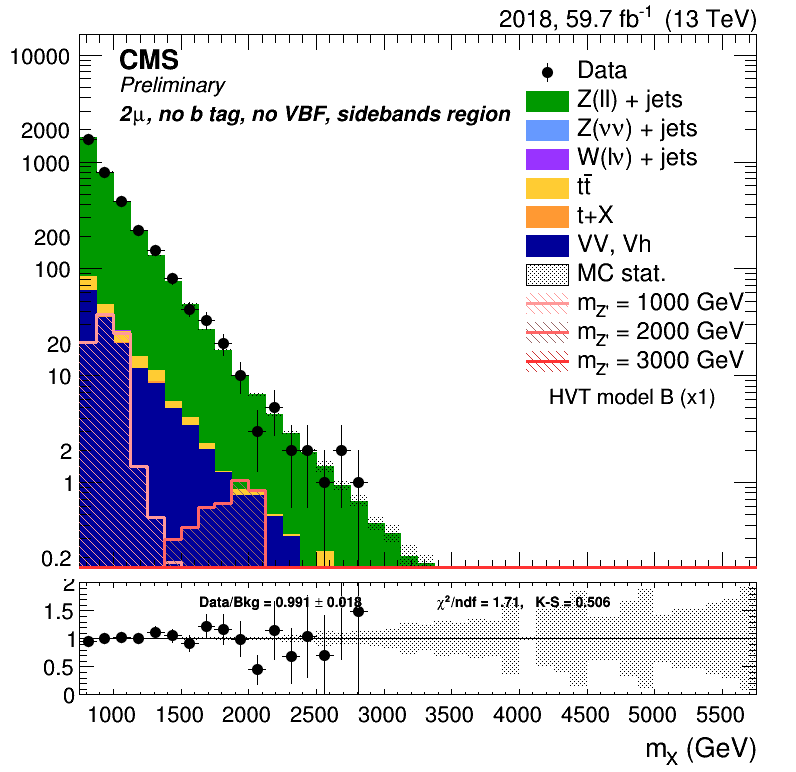 2018, 59.7 fb⁻¹ (13 TeV)
CMS
Preliminary
2μ, no b tag, no VBF, sidebands region
Data
Z(ll) + jets
Z(νν) + jets
W(lν) + jets
tt̄
t+X
VV, Vh
MC stat.
m_Z' = 1000 GeV
m_Z' = 2000 GeV
m_Z' = 3000 GeV
HVT model B (x1)
10000
2000
1000
200
100
20
10
2
1
0.2
Data/Bkg = 0.991 ± 0.018
χ²/ndf = 1.71, K-S = 0.506
2
1.5
1
0.5
0
1000 1500 2000 2500 3000 3500 4000 4500 5000 5500
m_X (GeV)